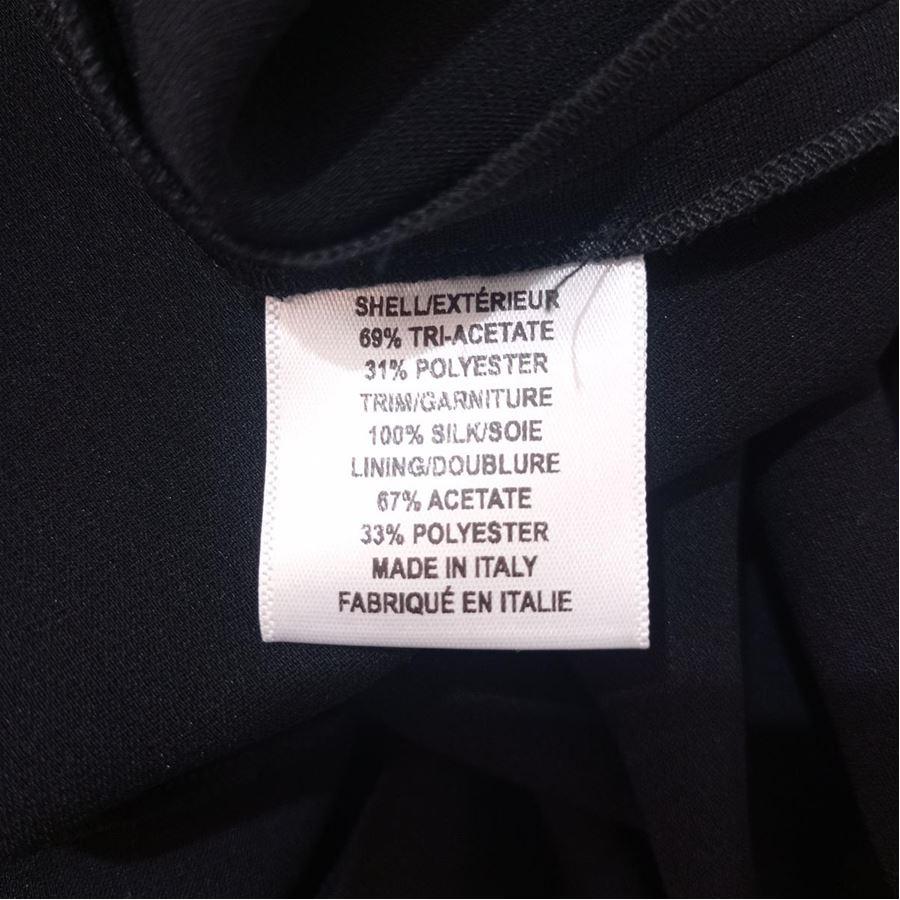 SHELL/EXTÉRIEUR
69% TRI-ACETATE
31% POLYESTER
TRIM/GARNITURE
100% SILK/SOIE
LINING/DOUBLURE
67% ACETATE
33% POLYESTER
MADE IN ITALY
FABRIQUÉ EN ITALIE